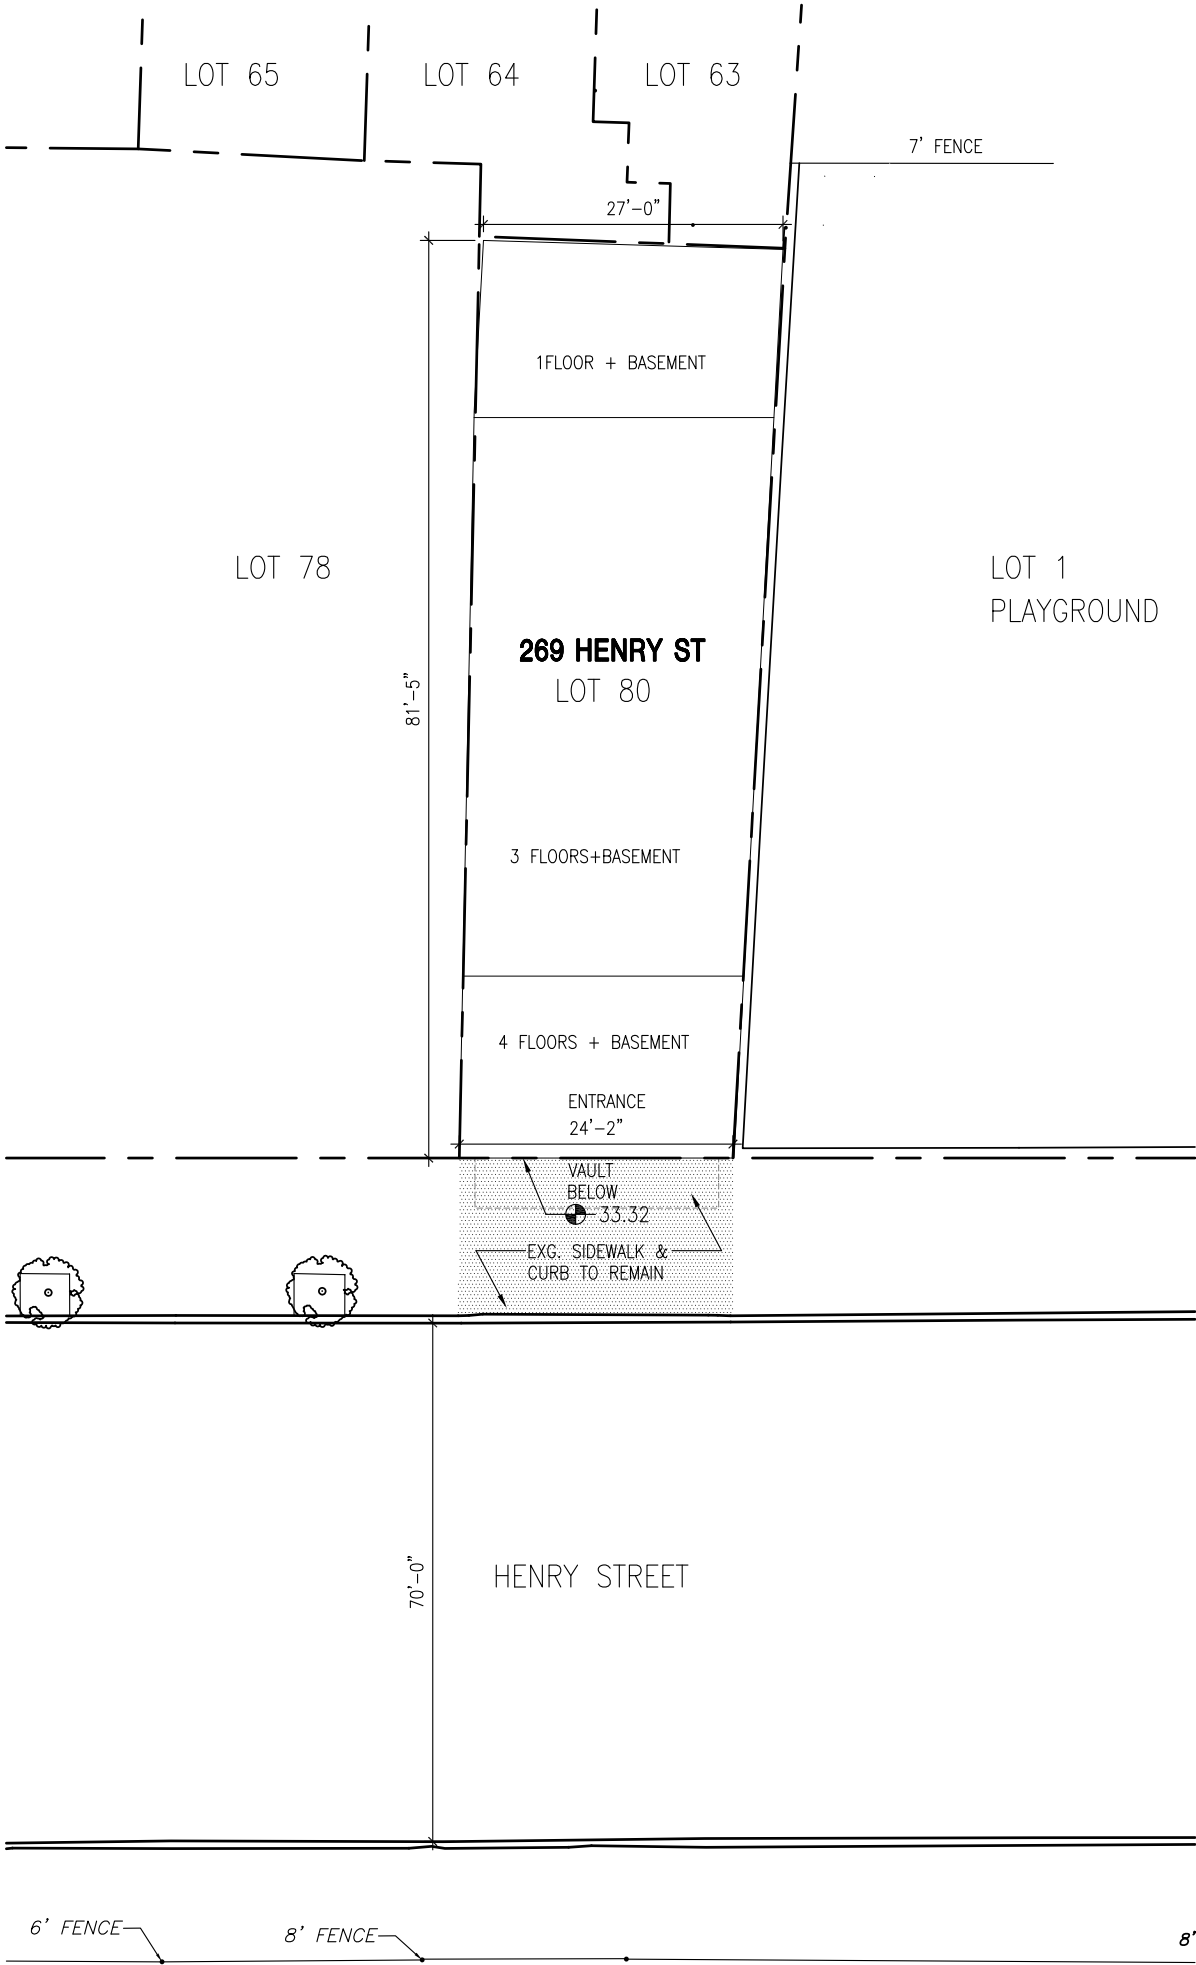 LOT 65
LOT 64
LOT 63
7' FENCE
27'-0"
1FLOOR + BASEMENT
LOT 78
LOT 1
PLAYGROUND
269 HENRY ST
LOT 80
81'-5"
3 FLOORS+BASEMENT
4 FLOORS + BASEMENT
ENTRANCE
24'-2"
VAULT
BELOW
33.32
EXG. SIDEWALK &
CURB TO REMAIN
70'-0"
HENRY STREET
6' FENCE
8' FENCE
8'